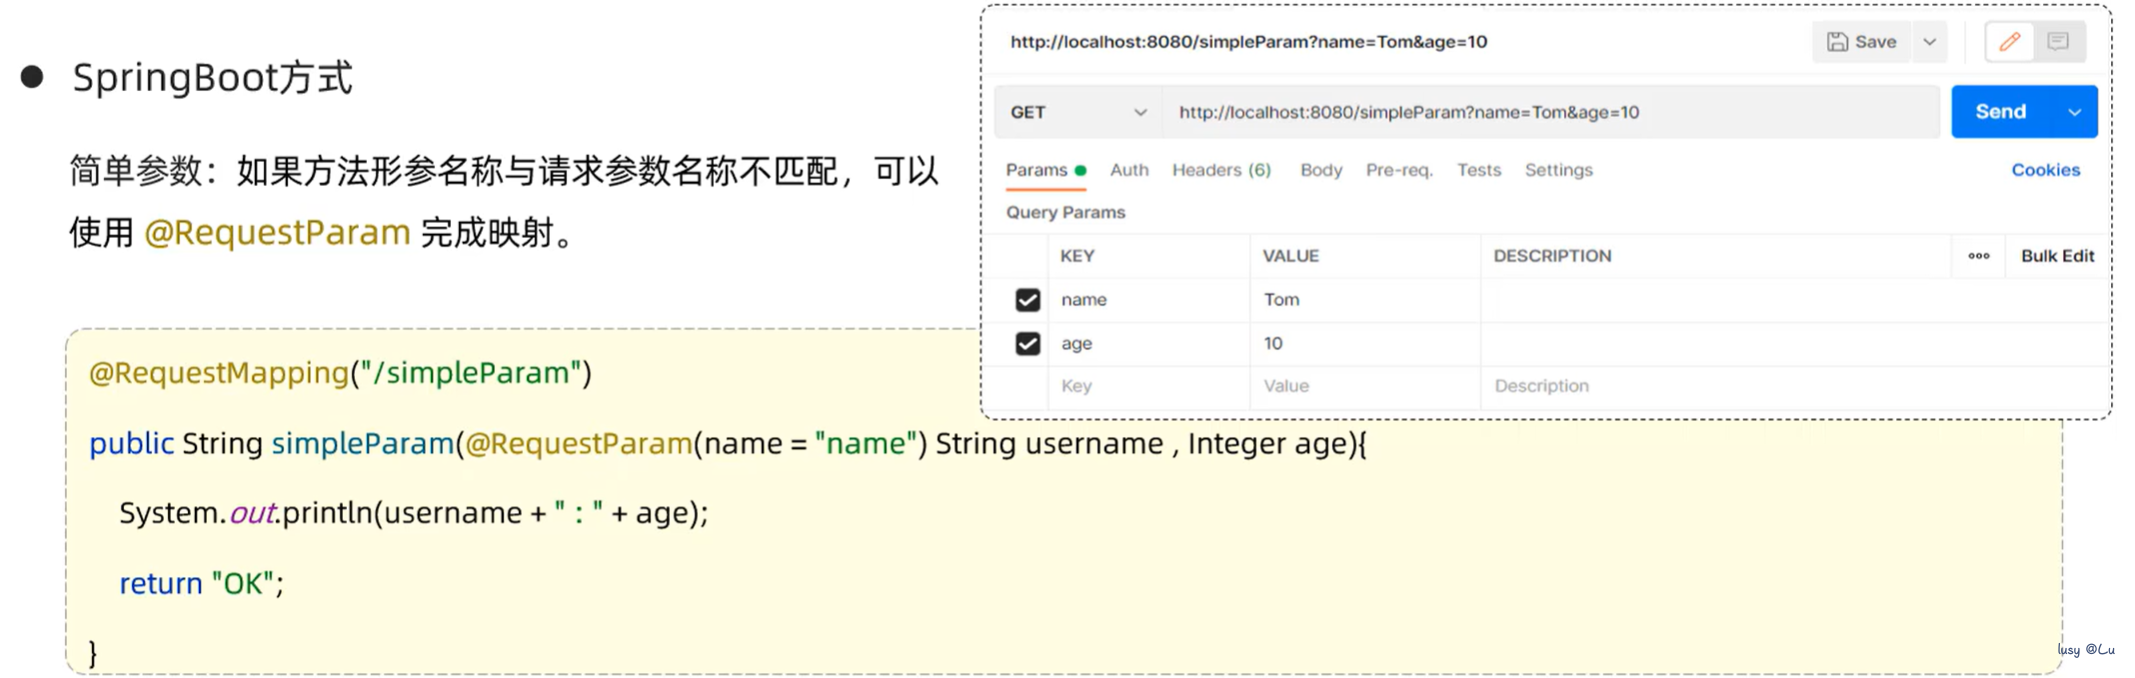 SpringBoot方式
简单参数：如果方法形参名称与请求参数名称不匹配，可以
使用 @RequestParam 完成映射。
http://localhost:8080/simpleParam?name=Tom&age=10
Save
GET
http://localhost:8080/simpleParam?name=Tom&age=10
Send
Params Auth Headers (6) Body Pre-req. Tests Settings Cookies
Query Params
KEY VALUE DESCRIPTION ooo Bulk Edit
name Tom
age 10
Key Value Description
@RequestMapping("/simpleParam")
public String simpleParam(@RequestParam(name = "name") String username , Integer age){
System.out.println(username + " : " + age);
return "OK";
}
lusy @Lu